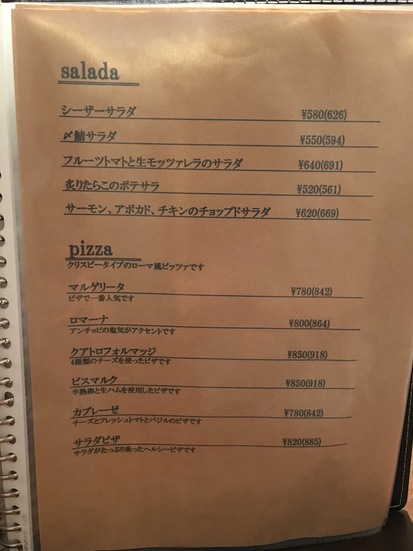 salada
シーザーサラダ ¥580(626)
〆鯖サラダ ¥550(594)
フルーツトマトと生モッツァレラのサラダ ¥640(691)
炙りたらこのポテサラ ¥520(561)
サーモン、アボカド、チキンのチョップドサラダ ¥620(669)
pizza
クリスピータイプのローマ風ピッツァです
マルゲリータ ¥780(842)
ピザで一番人気です
ロマーナ ¥800(864)
アンチョビの塩気がアクセントです
クアトロフォルマッジ ¥850(918)
4種類のチーズを使ったピザです
ビスマルク ¥850(918)
半熟卵と生ハムを使用したピザです
カプレーゼ ¥780(842)
チーズとフレッシュトマトとバジルのピザです
サラダピザ ¥820(885)
サラダがたっぷり乗ったヘルシーピザです